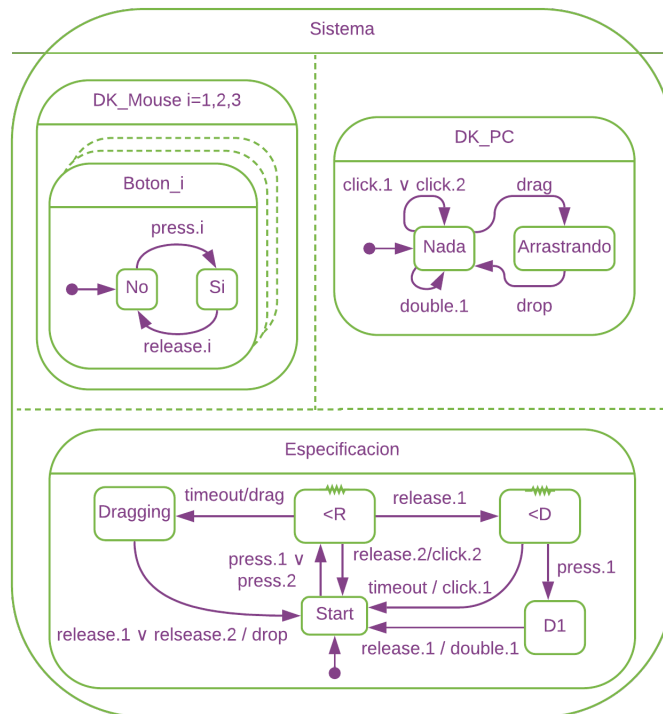 Sistema
DK_Mouse i=1,2,3
Boton_i
press.i
No
Si
release.i
DK_PC
click.1 ∨ click.2
drag
Nada
Arrastrando
double.1
drop
Especificacion
timeout/drag
Dragging
<R
release.1
<D
press.1 ∨
press.2
release.2/click.2
timeout / click.1
press.1
Start
D1
release.1 ∨ relsease.2 / drop
release.1 / double.1